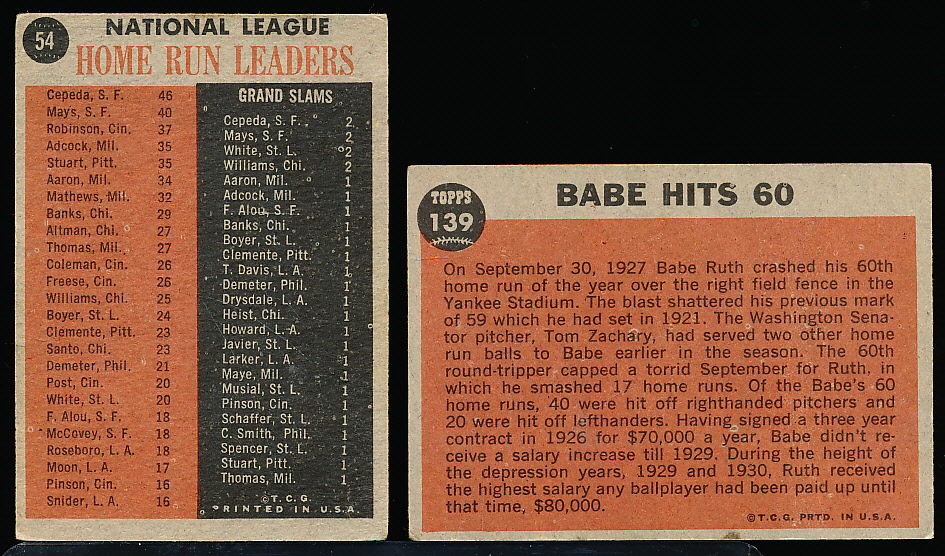 54
NATIONAL LEAGUE
HOME RUN LEADERS
Cepeda, S. F. 46
Mays, S. F. 40
Robinson, Cin. 37
Adcock, Mil. 35
Stuart, Pitt. 35
Aaron, Mil. 34
Mathews, Mil. 32
Banks, Chi. 29
Altman, Chi. 27
Thomas, Mil. 27
Coleman, Cin. 26
Freese, Cin. 26
Williams, Chi. 25
Boyer, St. L. 24
Clemente, Pitt. 23
Santo, Chi. 23
Demeter, Phil. 21
Post, Cin. 20
White, St. L. 20
F. Alou, S. F. 18
McCovey, S. F. 18
Roseboro, L. A. 18
Moon, L. A. 17
Pinson, Cin. 16
Snider, L. A. 16
GRAND SLAMS
Cepeda, S. F. 2
Mays, S. F. 2
White, St. L. 2
Williams, Chi. 2
Aaron, Mil. 1
Adcock, Mil. 1
F. Alou, S. F. 1
Banks, Chi. 1
Boyer, St. L. 1
Clemente, Pitt. 1
T. Davis, L. A. 1
Demeter, Phil. 1
Drysdale, L. A. 1
Heist, Chi. 1
Howard, L. A. 1
Javier, St. L. 1
Larker, L. A. 1
Maye, Mil. 1
Musial, St. L. 1
Pinson, Cin. 1
Schaffer, St. L. 1
C. Smith, Phil. 1
Spencer, St. L. 1
Stuart, Pitt. 1
Thomas, Mil. 1
©T.C.G.
PRINTED IN U.S.A.
TOPPS
139
BABE HITS 60
On September 30, 1927 Babe Ruth crashed his 60th
home run of the year over the right field fence in the
Yankee Stadium. The blast shattered his previous mark
of 59 which he had set in 1921. The Washington Sena-
tor pitcher, Tom Zachary, had served two other home
run balls to Babe earlier in the season. The 60th
round-tripper capped a torrid September for Ruth, in
which he smashed 17 home runs. Of the Babe's 60
home runs, 40 were hit off righthanded pitchers and
20 were hit off lefthanders. Having signed a three year
contract in 1926 for $70,000 a year, Babe didn't re-
ceive a salary increase till 1929. During the height of
the depression years, 1929 and 1930, Ruth received
the highest salary any ballplayer had been paid up until
that time, $80,000.
©T.C.G. PRTD. IN U.S.A.